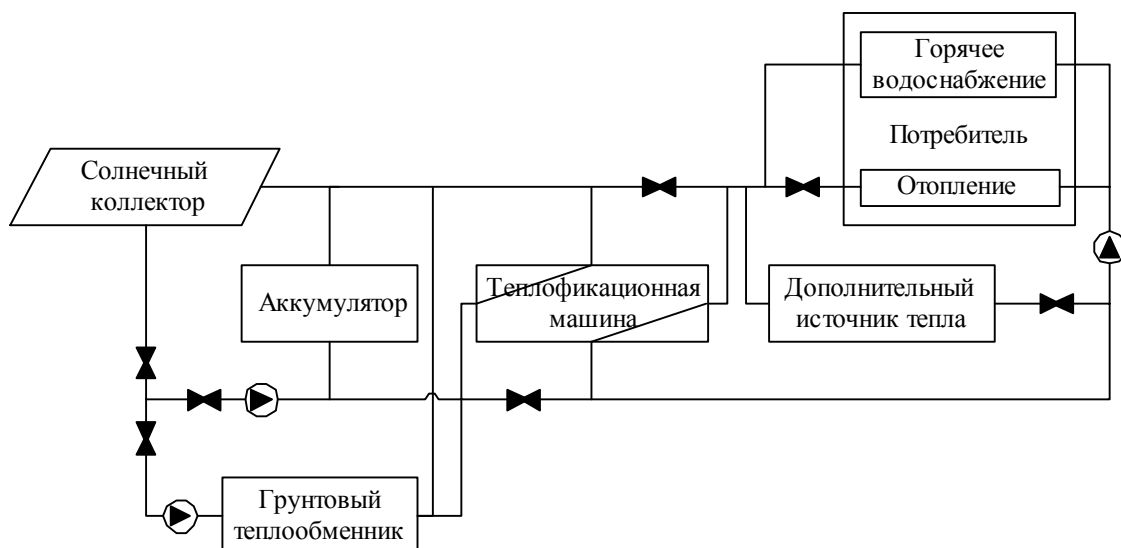 Горячее
водоснабжение
Потребитель
Отопление
Солнечный
коллектор
Аккумулятор
Теплофикационная
машина
Дополнительный
источник тепла
Грунтовый
теплообменник